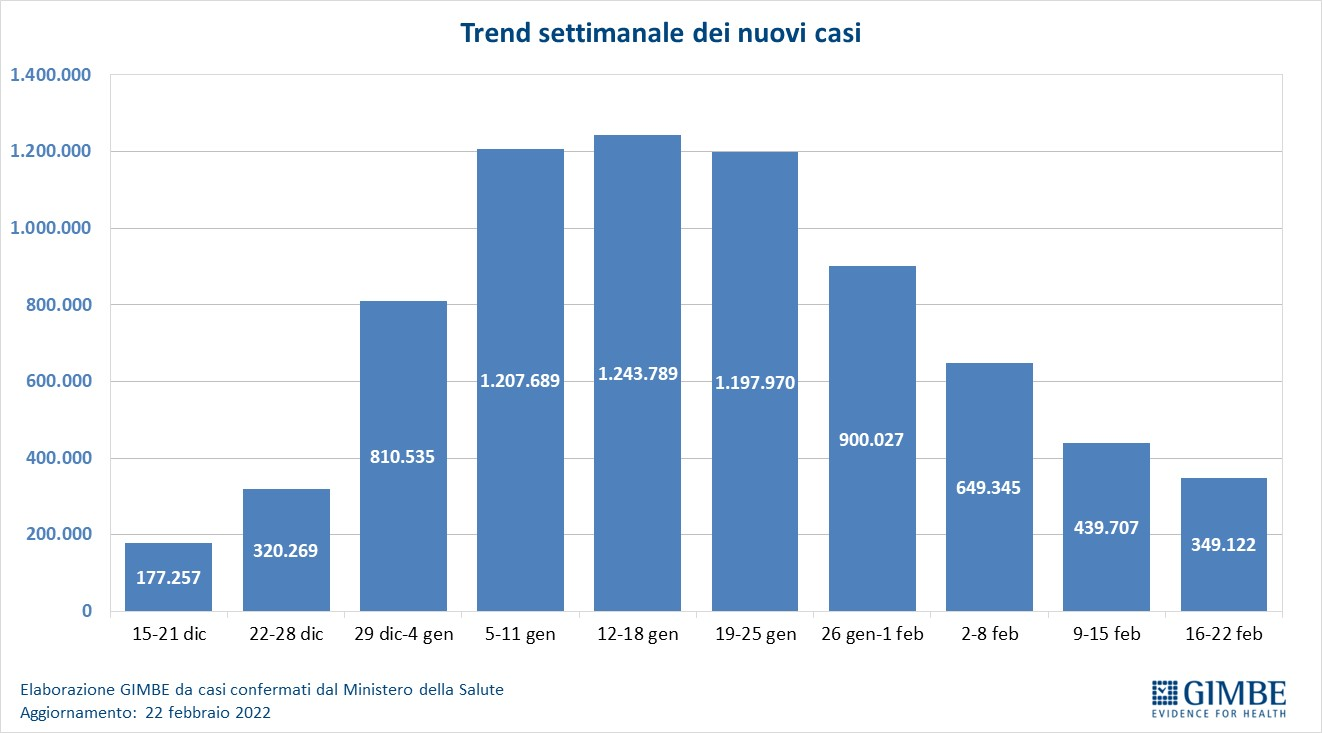 Trend settimanale dei nuovi casi
1.400.000
1.200.000
1.000.000
800.000
600.000
400.000
200.000
0
177.257
320.269
810.535
1.207.689
1.243.789
1.197.970
900.027
649.345
439.707
349.122
15-21 dic
22-28 dic
29 dic-4 gen
5-11 gen
12-18 gen
19-25 gen
26 gen-1 feb
2-8 feb
9-15 feb
16-22 feb
Elaborazione GIMBE da casi confermati dal Ministero della Salute
Aggiornamento: 22 febbraio 2022
GIMBE
EVIDENCE FOR HEALTH